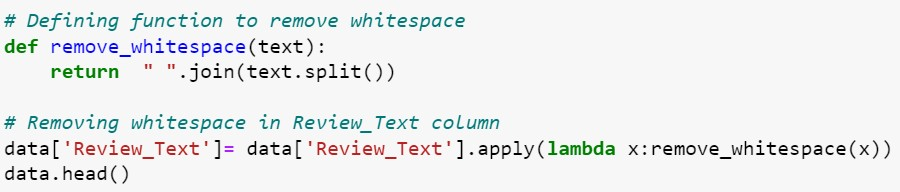 # Defining function to remove whitespace
def remove_whitespace(text):
    return  " ".join(text.split())

# Removing whitespace in Review_Text column
data['Review_Text']= data['Review_Text'].apply(lambda x:remove_whitespace(x))
data.head()